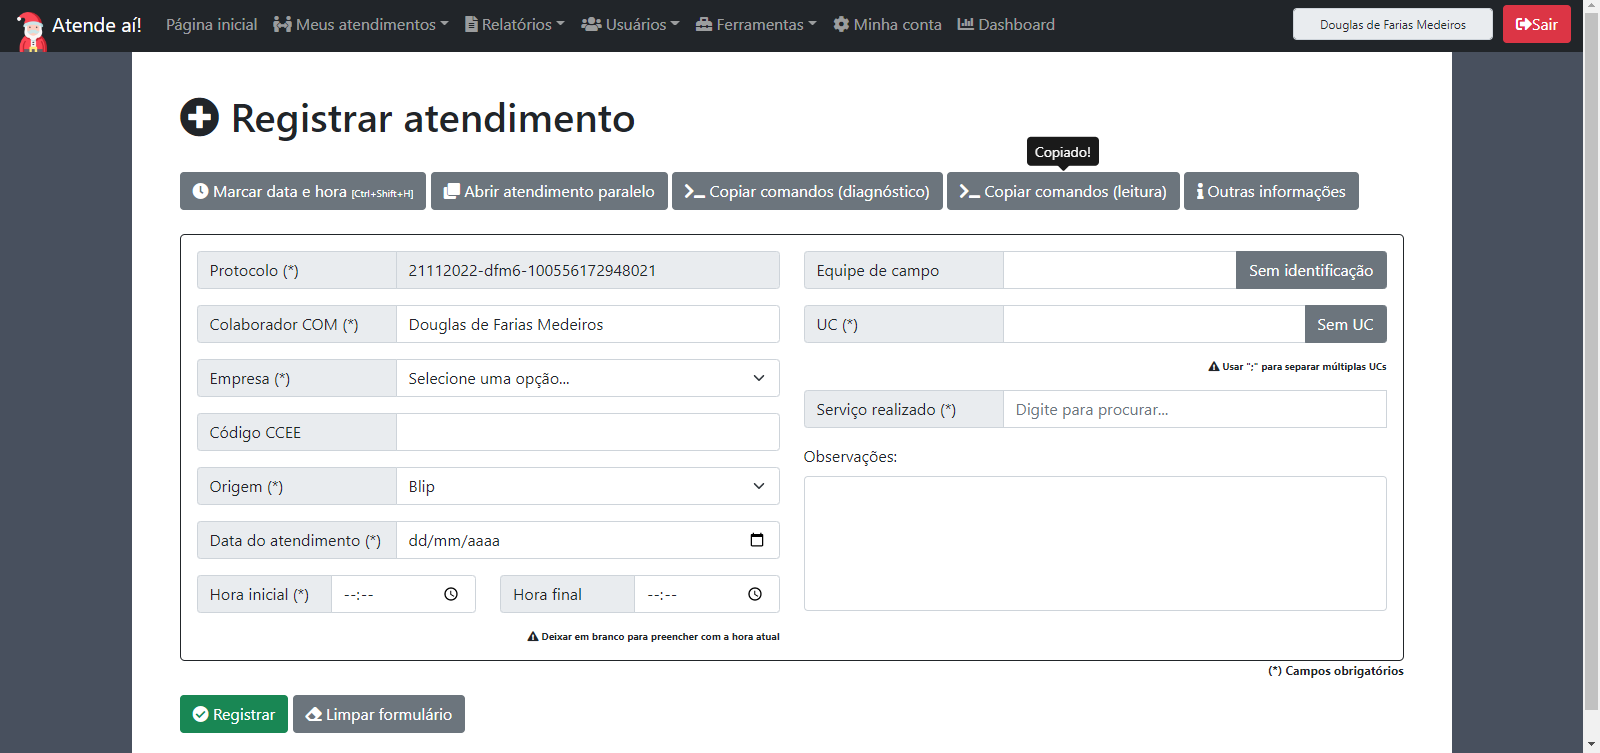 Atende aí! Página inicial Meus atendimentos Relatórios Usuários Ferramentas Minha conta Dashboard Douglas de Farias Medeiros Sair
Registrar atendimento
Copiado!
Marcar data e hora [Ctrl+Shift+H] Abrir atendimento paralelo Copiar comandos (diagnóstico) Copiar comandos (leitura) Outras informações
Protocolo (*) 21112022-dfm6-100556172948021
Colaborador COM (*) Douglas de Farias Medeiros
Empresa (*) Selecione uma opção...
Código CCEE
Origem (*) Blip
Data do atendimento (*) dd/mm/aaaa
Hora inicial (*) --:-- Hora final --:--
Deixar em branco para preencher com a hora atual
Equipe de campo Sem identificação
UC (*) Sem UC
Usar ";" para separar múltiplas UCs
Serviço realizado (*) Digite para procurar...
Observações:
(*) Campos obrigatórios
Registrar Limpar formulário